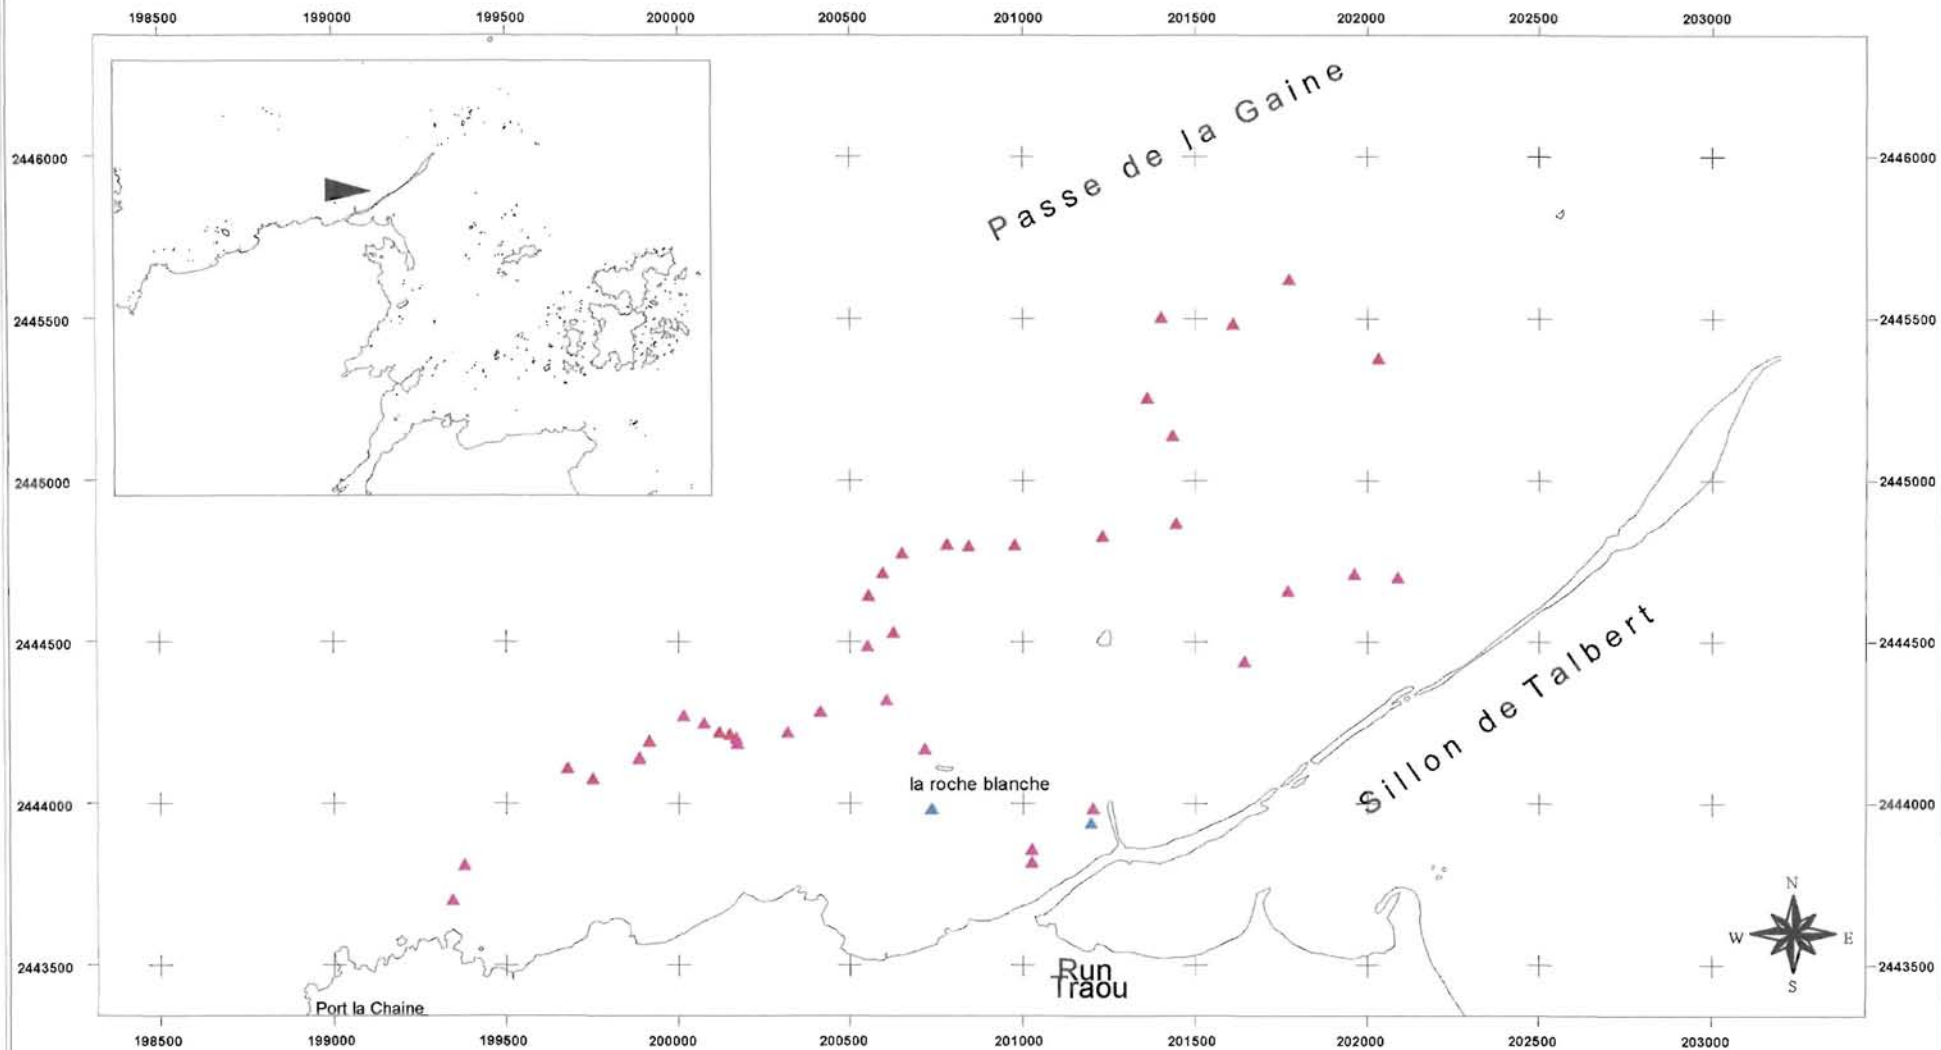 198500 199000 199500 200000 200500 201000 201500 202000 202500 203000
Passe de la Gaine
2446000 2446000
2445500 2445500
2445000 2445000
2444500 2444500
Sillon de Talbert
la roche blanche
2444000 2444000
N
W E
S
2443500 2443500
Run
Traou
Port la Chaine
198500 199000 199500 200000 200500 201000 201500 202000 202500 203000